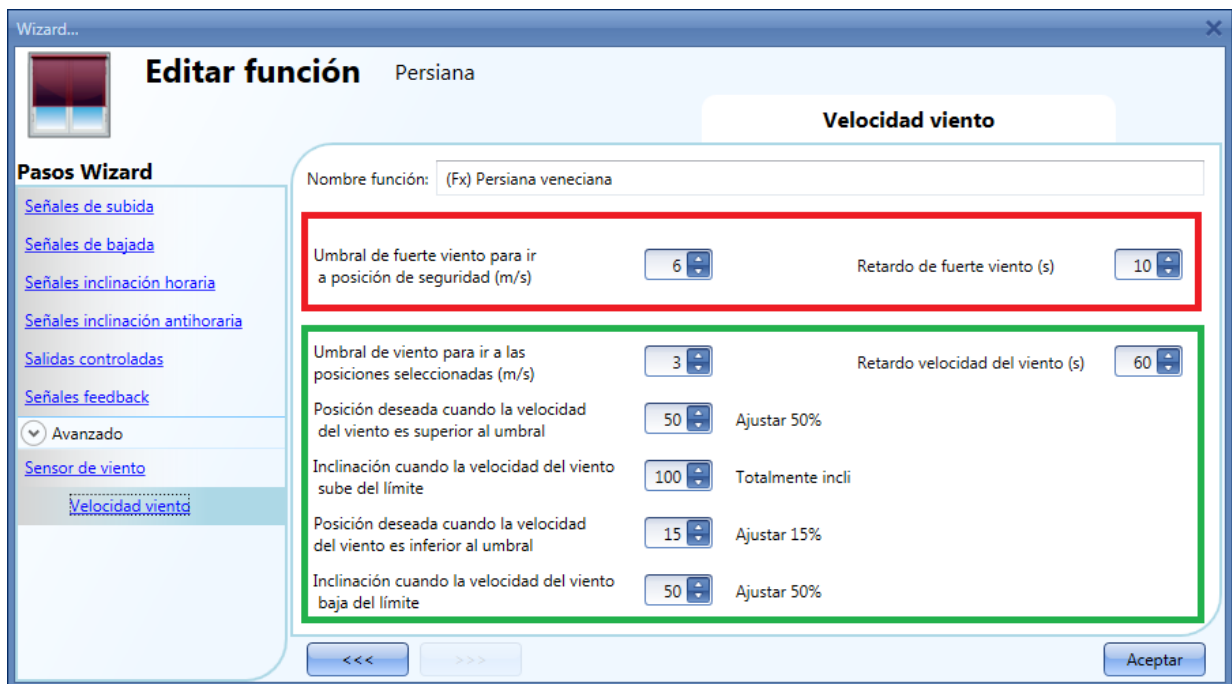 Wizard...
Editar función Persiana
Velocidad viento
Pasos Wizard
Señales de subida
Señales de bajada
Señales inclinación horaria
Señales inclinación antihoraria
Salidas controladas
Señales feedback
Avanzado
Sensor de viento
Velocidad viento
Nombre función: (Fx) Persiana veneciana
Umbral de fuerte viento para ir
a posición de seguridad (m/s) 6 Retardo de fuerte viento (s) 10
Umbral de viento para ir a las
posiciones seleccionadas (m/s) 3 Retardo velocidad del viento (s) 60
Posición deseada cuando la velocidad
del viento es superior al umbral 50 Ajustar 50%
Inclinación cuando la velocidad del viento
sube del límite 100 Totalmente incli
Posición deseada cuando la velocidad
del viento es inferior al umbral 15 Ajustar 15%
Inclinación cuando la velocidad del viento
baja del límite 50 Ajustar 50%
<<< >>> Aceptar